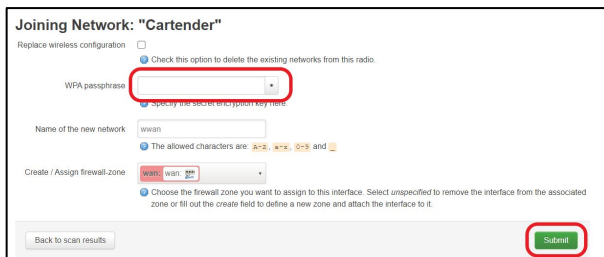 Joining Network: "Cartender"
Replace wireless configuration
Check this option to delete the existing networks from this radio.
WPA passphrase
*
Specify the secret encryption key here.
Name of the new network
wwan
The allowed characters are: A-Z, a-z, 0-9 and _
Create / Assign firewall-zone
wan: wan:
Choose the firewall zone you want to assign to this interface. Select unspecified to remove the interface from the associated
zone or fill out the create field to define a new zone and attach the interface to it.
Back to scan results
Submit